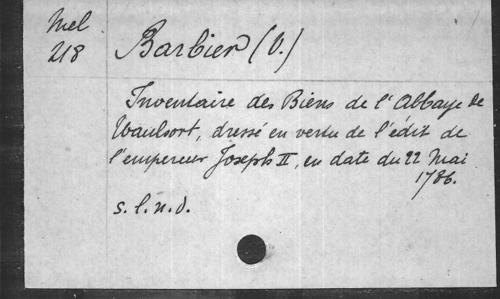 Mel
218
Barbier (V.)
Inventaire des Biens de l'Abbaye de
Waulsort, dressé en vertu de l'édit de
l'empereur Joseph II, en date du 22 Mai
1786.
s. l. n. d.